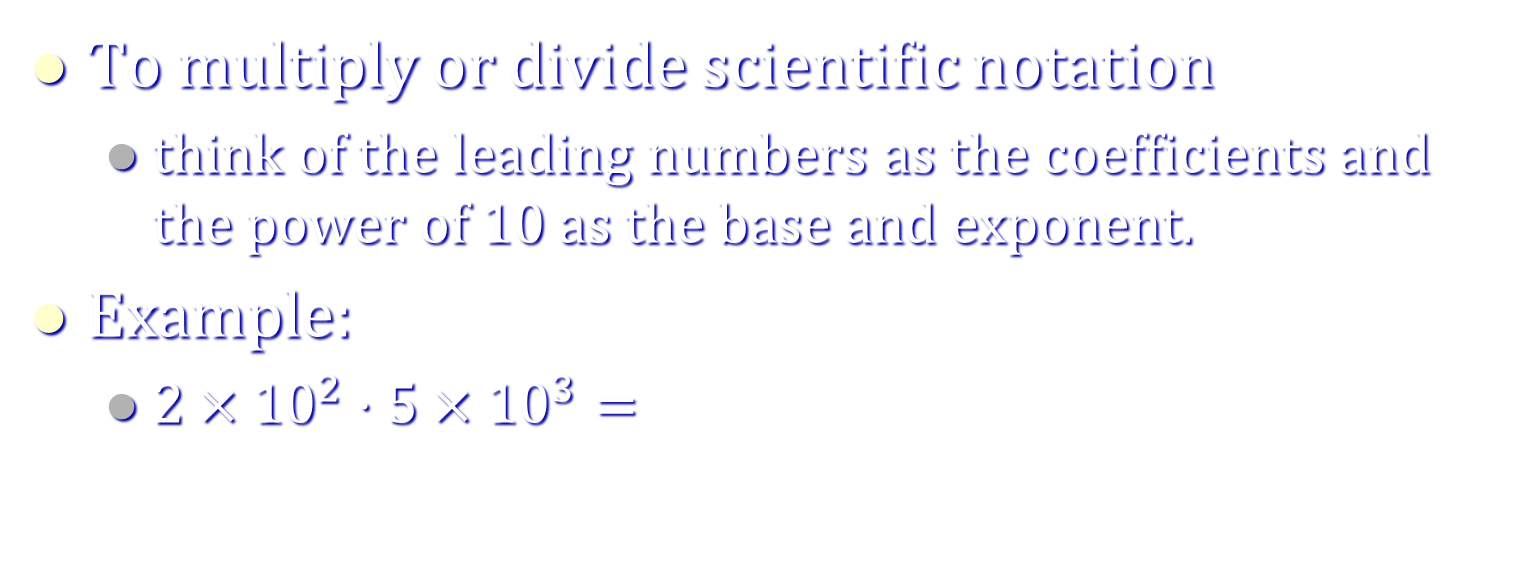 • To multiply or divide scientific notation
• think of the leading numbers as the coefficients and
the power of 10 as the base and exponent.
• Example:
• 2 × 10² · 5 × 10³ =